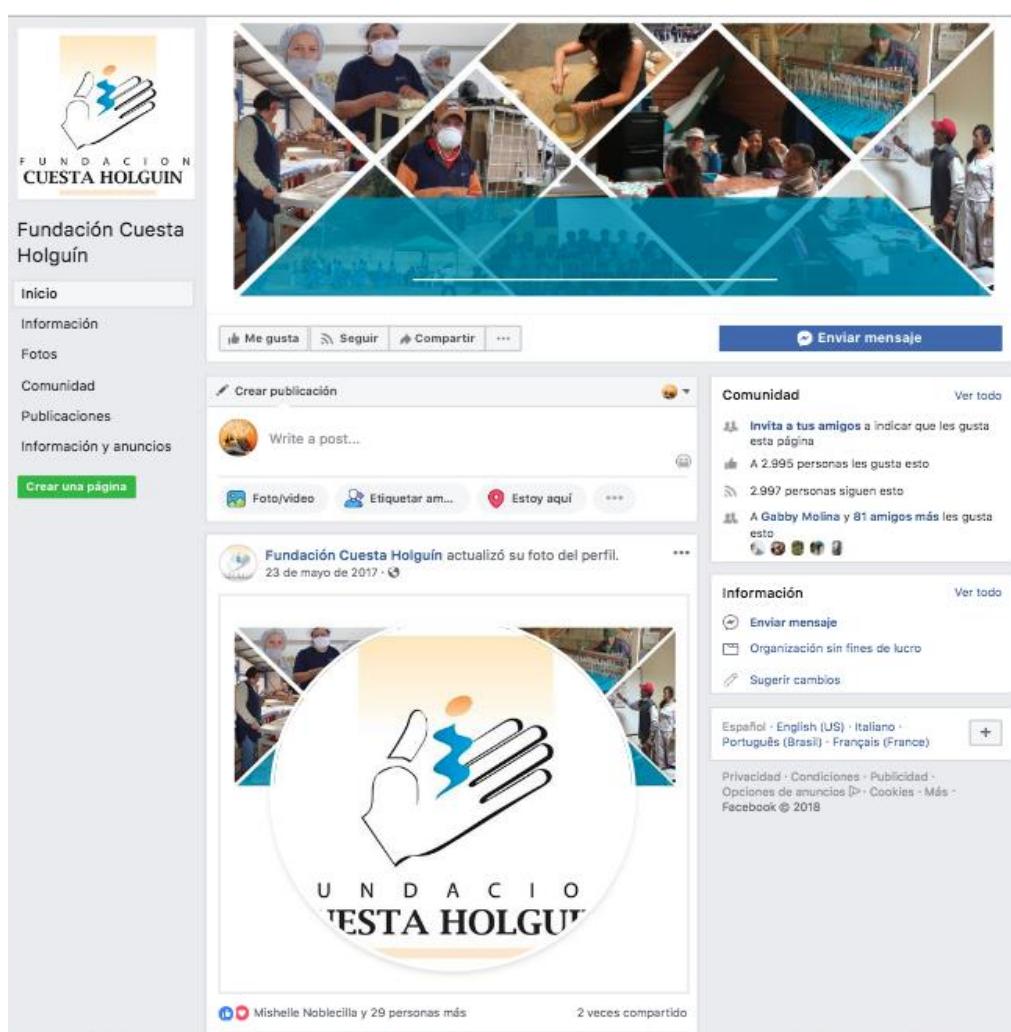 FUNDACION
CUESTA HOLGUIN
Fundación Cuesta
Holguín
Inicio
Información
Fotos
Comunidad
Publicaciones
Información y anuncios
Crear una página
Me gusta
Seguir
Compartir
Enviar mensaje
Crear publicación
Write a post...
Foto/video
Etiquetar am...
Estoy aquí
Fundación Cuesta Holguín actualizó su foto del perfil.
23 de mayo de 2017
UNDACIO
UESTA HOLGUI
Mishelle Noblecilla y 29 personas más
2 veces compartido
Comunidad
Ver todo
Invita a tus amigos a indicar que les gusta
esta página
A 2.995 personas les gusta esto
2.997 personas siguen esto
A Gabby Molina y 81 amigos más les gusta
esto
Información
Ver todo
Enviar mensaje
Organización sin fines de lucro
Sugerir cambios
Español · English (US) · Italiano ·
Português (Brasil) · Français (France)
Privacidad · Condiciones · Publicidad ·
Opciones de anuncios · Cookies · Más ·
Facebook © 2018